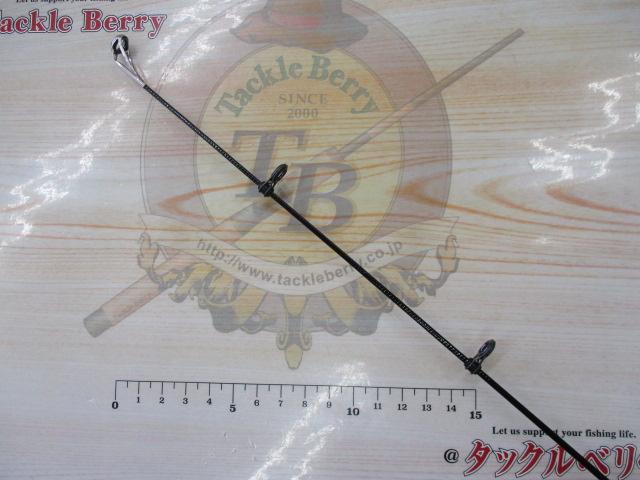 Let us support your fishing life.
Tackle Berry
Tackle Berry
SINCE
2000
TB
http://www.tackleberry.co.jp
0 1 2 3 4 5 6 7 8 9 10 11 12 13 14 15
Let us support your fishing life.
@タックルベリー